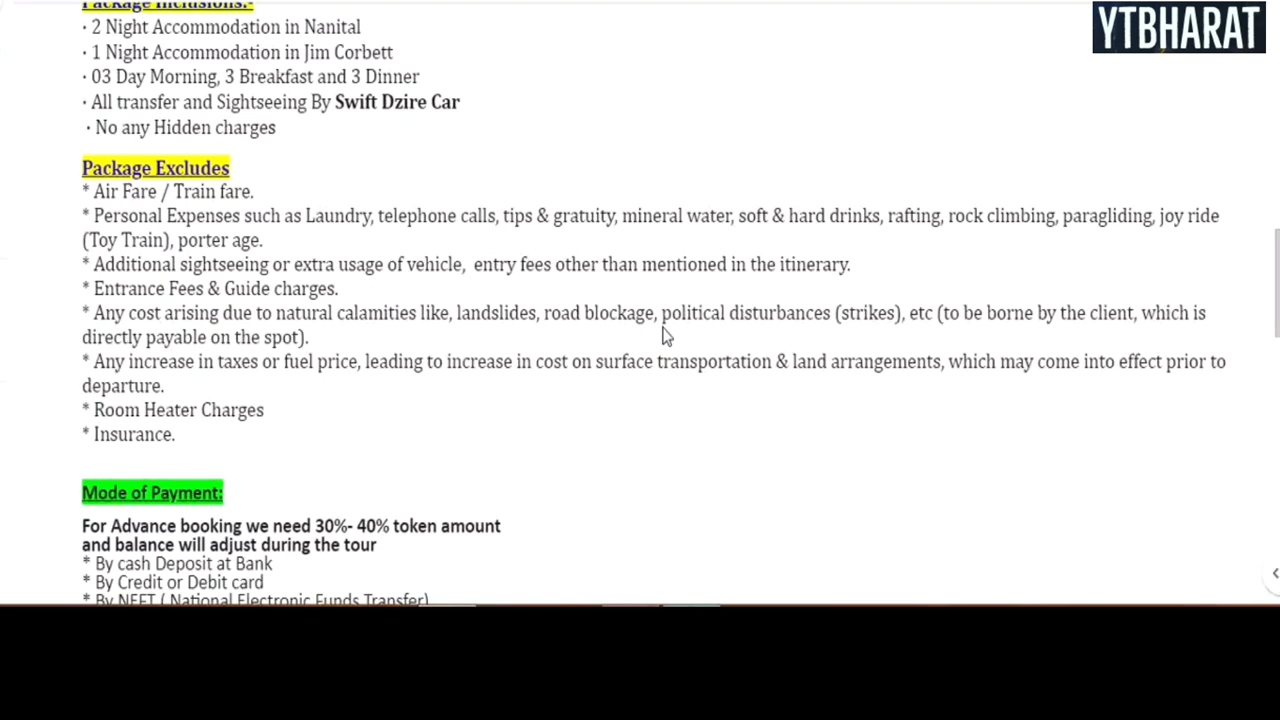 Package Inclusions:-
YTBHARAT
· 2 Night Accommodation in Nanital
· 1 Night Accommodation in Jim Corbett
· 03 Day Morning, 3 Breakfast and 3 Dinner
· All transfer and Sightseeing By Swift Dzire Car
· No any Hidden charges
Package Excludes
* Air Fare / Train fare.
* Personal Expenses such as Laundry, telephone calls, tips & gratuity, mineral water, soft & hard drinks, rafting, rock climbing, paragliding, joy ride
(Toy Train), porter age.
* Additional sightseeing or extra usage of vehicle, entry fees other than mentioned in the itinerary.
* Entrance Fees & Guide charges.
* Any cost arising due to natural calamities like, landslides, road blockage, political disturbances (strikes), etc (to be borne by the client, which is
directly payable on the spot).
* Any increase in taxes or fuel price, leading to increase in cost on surface transportation & land arrangements, which may come into effect prior to
departure.
* Room Heater Charges
* Insurance.
Mode of Payment:
For Advance booking we need 30%- 40% token amount
and balance will adjust during the tour
* By cash Deposit at Bank
* By Credit or Debit card
* By NEFT ( National Electronic Funds Transfer)